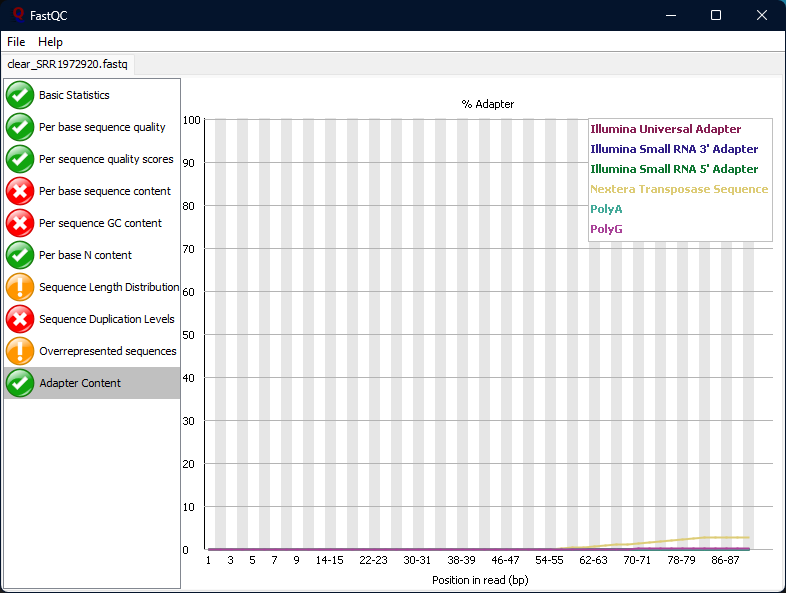 FastQC
File Help
clear_SRR1972920.fastq
Basic Statistics
Per base sequence quality
Per sequence quality scores
Per base sequence content
Per sequence GC content
Per base N content
Sequence Length Distribution
Sequence Duplication Levels
Overrepresented sequences
Adapter Content
% Adapter
100
90
80
70
60
50
40
30
20
10
0
Illumina Universal Adapter
Illumina Small RNA 3' Adapter
Illumina Small RNA 5' Adapter
Nextera Transposase Sequence
PolyA
PolyG
1 3 5 7 9 14-15 22-23 30-31 38-39 46-47 54-55 62-63 70-71 78-79 86-87
Position in read (bp)